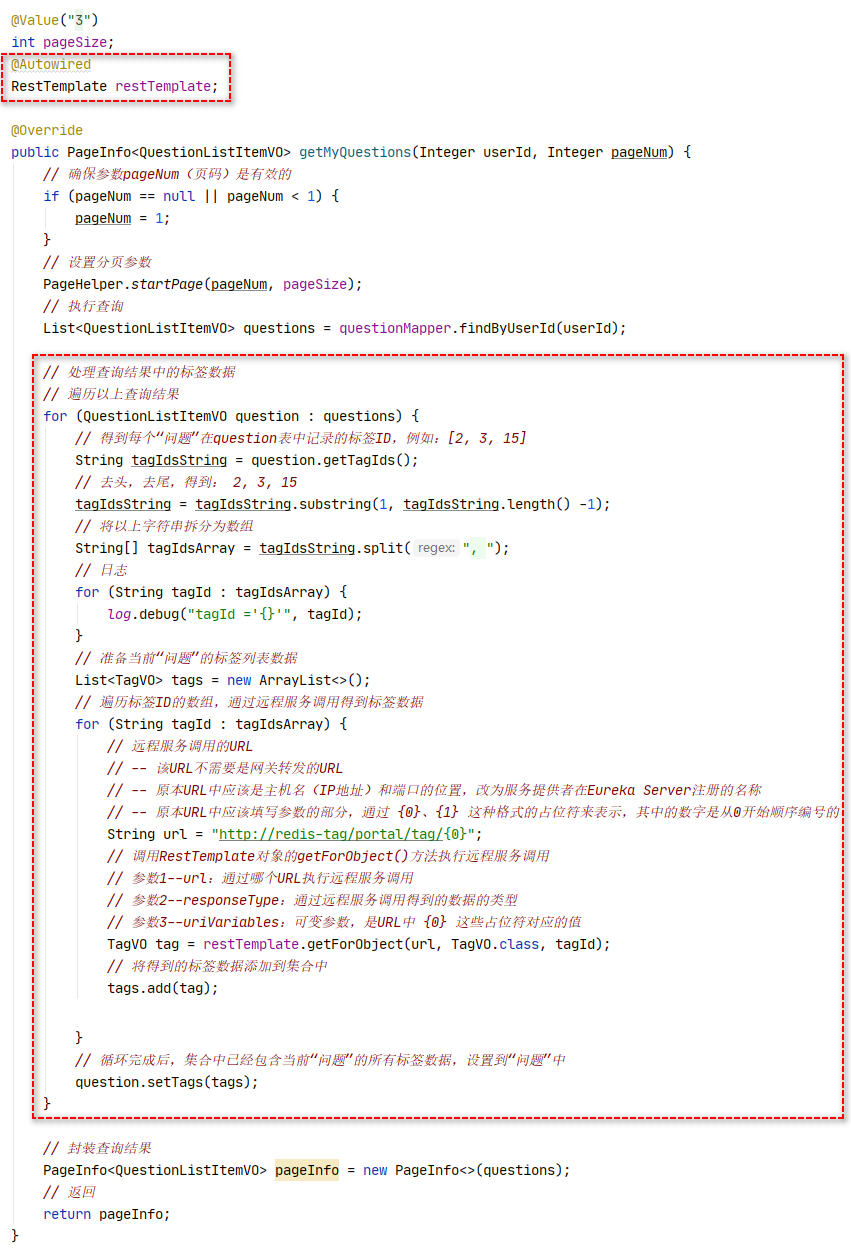 @Value("3")
int pageSize;
@Autowired
RestTemplate restTemplate;
@Override
public PageInfo<QuestionListItemVO> getMyQuestions(Integer userId, Integer pageNum) {
// 确保参数pageNum（页码）是有效的
if (pageNum == null || pageNum < 1) {
pageNum = 1;
}
// 设置分页参数
PageHelper.startPage(pageNum, pageSize);
// 执行查询
List<QuestionListItemVO> questions = questionMapper.findByUserId(userId);
// 处理查询结果中的标签数据
// 遍历以上查询结果
for (QuestionListItemVO question : questions) {
// 得到每个“问题”在question表中记录的标签ID，例如：[2, 3, 15]
String tagIdsString = question.getTagIds();
// 去头，去尾，得到： 2, 3, 15
tagIdsString = tagIdsString.substring(1, tagIdsString.length() -1);
// 将以上字符串拆分为数组
String[] tagIdsArray = tagIdsString.split( regex: ", ");
// 日志
for (String tagId : tagIdsArray) {
log.debug("tagId ='{}'", tagId);
}
// 准备当前“问题”的标签列表数据
List<TagVO> tags = new ArrayList<>();
// 遍历标签ID的数组，通过远程服务调用得到标签数据
for (String tagId : tagIdsArray) {
// 远程服务调用的URL
// -- 该URL不需要是网关转发的URL
// -- 原本URL中应该是主机名（IP地址）和端口的位置，改为服务提供者在Eureka Server注册的名称
// -- 原本URL中应该填写参数的部分，通过 {0}、{1} 这种格式的占位符来表示，其中的数字是从0开始顺序编号的
String url = "http://redis-tag/portal/tag/{0}";
// 调用RestTemplate对象的getForObject()方法执行远程服务调用
// 参数1--url：通过哪个URL执行远程服务调用
// 参数2--responseType：通过远程服务调用得到的数据的类型
// 参数3--uriVariables：可变参数，是URL中 {0} 这些占位符对应的值
TagVO tag = restTemplate.getForObject(url, TagVO.class, tagId);
// 将得到的标签数据添加到集合中
tags.add(tag);
}
// 循环完成后，集合中已经包含当前“问题”的所有标签数据，设置到“问题”中
question.setTags(tags);
}
// 封装查询结果
PageInfo<QuestionListItemVO> pageInfo = new PageInfo<>(questions);
// 返回
return pageInfo;
}